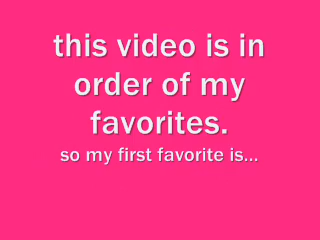 this video is in
order of my
favorites.
so my first favorite is...